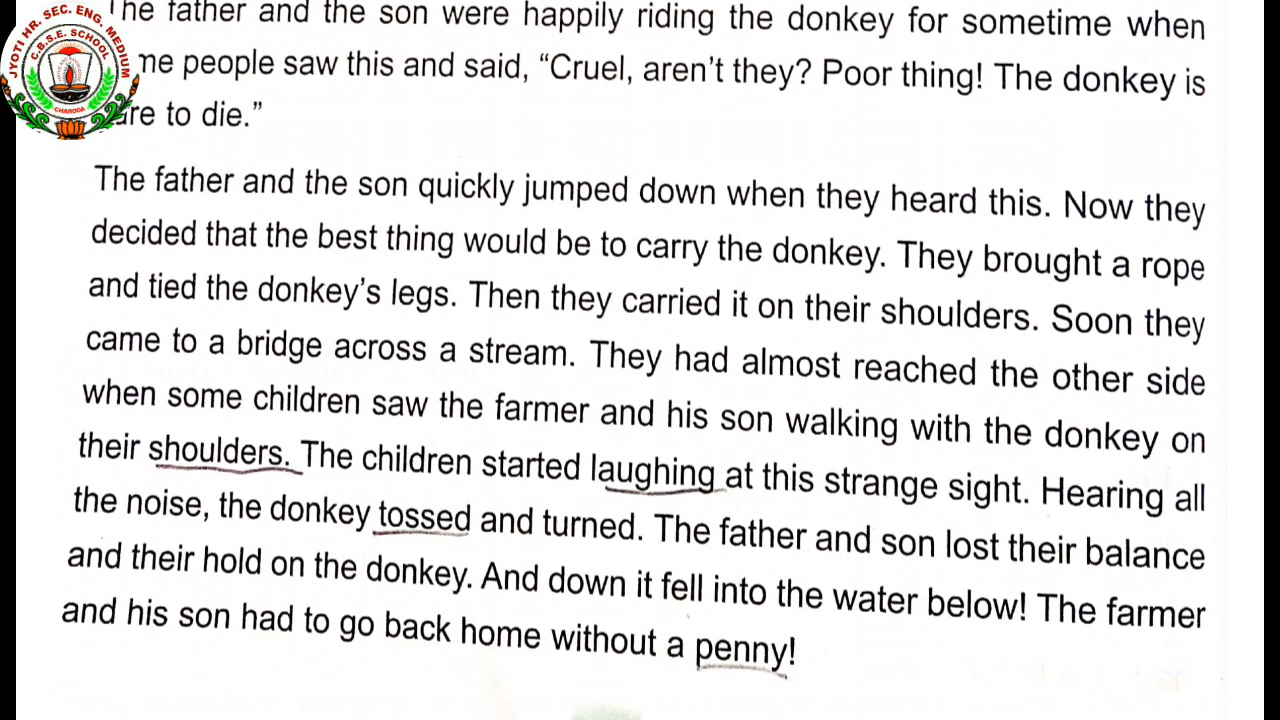 JYOTI HR. SEC. ENG. MEDIUM
C.B.S.E. SCHOOL
CHARODA
The father and the son were happily riding the donkey for sometime when
me people saw this and said, “Cruel, aren’t they? Poor thing! The donkey is
re to die.”
The father and the son quickly jumped down when they heard this. Now they
decided that the best thing would be to carry the donkey. They brought a rope
and tied the donkey’s legs. Then they carried it on their shoulders. Soon they
came to a bridge across a stream. They had almost reached the other side
when some children saw the farmer and his son walking with the donkey on
their shoulders. The children started laughing at this strange sight. Hearing all
the noise, the donkey tossed and turned. The father and son lost their balance
and their hold on the donkey. And down it fell into the water below! The farmer
and his son had to go back home without a penny!